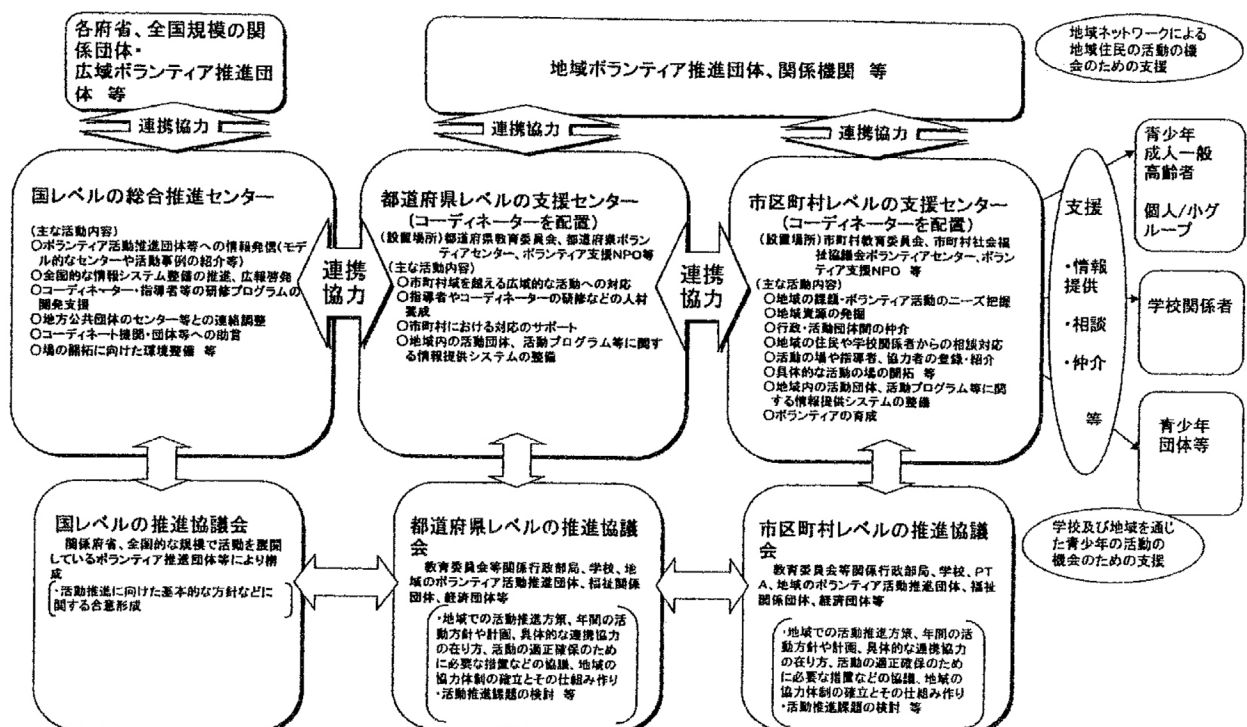 各府省、全国規模の関
係団体・
広域ボランティア推進団
体 等
地域ボランティア推進団体、関係機関 等
地域ネットワークによる
地域住民の活動の機
会のための支援
連携協力
連携協力
連携協力
国レベルの総合推進センター
(主な活動内容)
○ボランティア活動推進団体等への情報発信(モデ
ル的なセンターや活動事例の紹介等)
○全国的な情報システム整備の推進、広報啓発
○コーディネーター・指導者等の研修プログラムの
開発支援
○地方公共団体のセンター等との連絡調整
○コーディネート機関・団体等への助言
○場の開拓に向けた環境整備 等
連携
協力
都道府県レベルの支援センター
(コーディネーターを配置)
(設置場所)都道府県教育委員会、都道府県ボラン
ティアセンター、ボランティア支援NPO等
(主な活動内容)
○市町村域を越える広域的な活動への対応
○指導者やコーディネーターの研修などの人材
養成
○市町村における対応のサポート
○地域内の活動団体、活動プログラム等に関す
る情報提供システムの整備
連携
協力
市区町村レベルの支援センター
(コーディネーターを配置)
(設置場所)市町村教育委員会、市町村社会福
祉協議会ボランティアセンター、ボラン
ティア支援NPO 等
(主な活動内容)
○地域の課題・ボランティア活動のニーズ把握
○地域資源の発掘
○行政・活動団体間の仲介
○地域の住民や学校関係者からの相談対応
○活動の場や指導者、協力者の登録・紹介
○具体的な活動の場の開拓 等
○地域内の活動団体、活動プログラム等に関
する情報提供システムの整備
○ボランティアの育成
支援
・情報
提供
・相談
・仲介
等
青少年
成人一般
高齢者
個人/小グ
ループ
学校関係者
青少年
団体等
国レベルの推進協議会
関係府省、全国的な規模で活動を展開
しているボランティア推進団体等により構
成
・活動推進に向けた基本的な方針などに
関する合意形成
都道府県レベルの推進協議
会
教育委員会等関係行政部局、学校、地
域のボランティア活動推進団体、福祉関係
団体、経済団体等
・地域での活動推進方策、年間の活
動方針や計画、具体的な連携協力
の在り方、活動の適正確保のため
に必要な措置などの協議、地域の
協力体制の確立とその仕組み作り
・活動推進課題の検討 等
市区町村レベルの推進協議
会
教育委員会等関係行政部局、学校、PT
A、地域のボランティア活動推進団体、福祉
関係団体、経済団体等
・地域での活動推進方策、年間の活
動方針や計画、具体的な連携協力
の在り方、活動の適正確保のため
に必要な措置などの協議、地域の
協力体制の確立とその仕組み作り
・活動推進課題の検討 等
学校及び地域を通じ
た青少年の活動の
機会のための支援